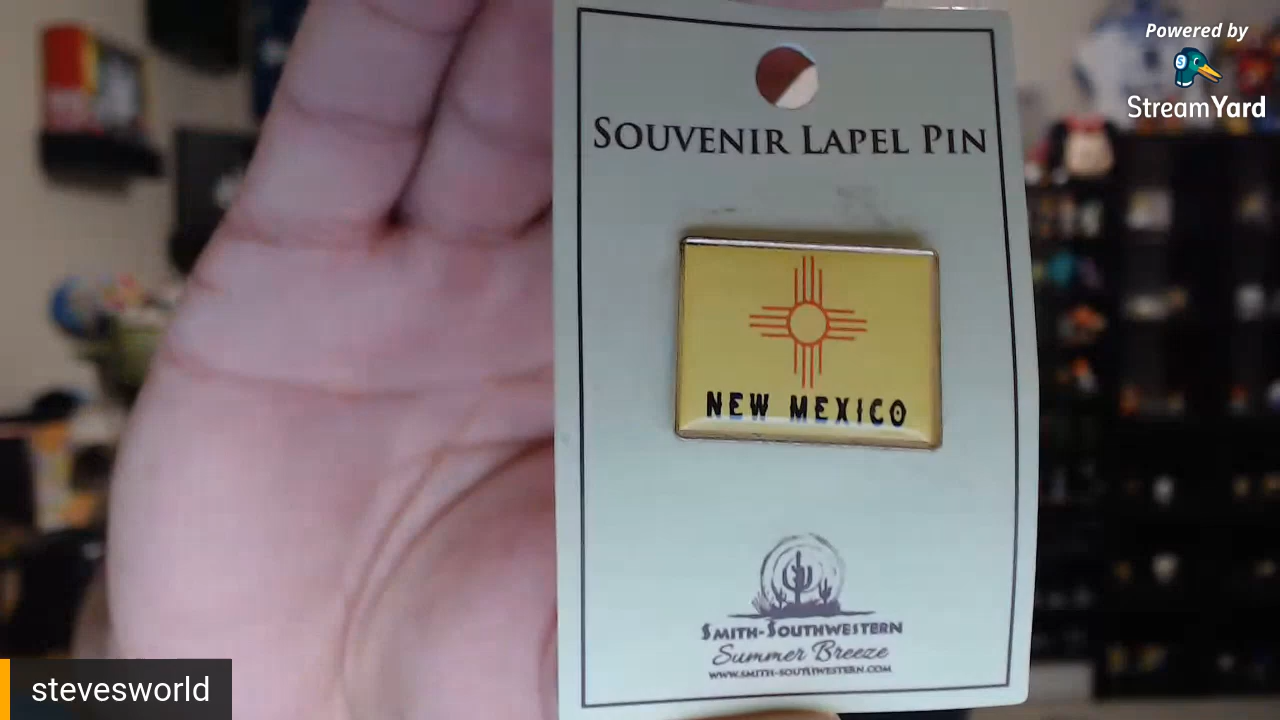 Powered by
StreamYard
SOUVENIR LAPEL PIN
NEW MEXICO
SMITH-SOUTHWESTERN
Summer Breeze
WWW.SMITH-SOUTHWESTERN.COM
stevesworld